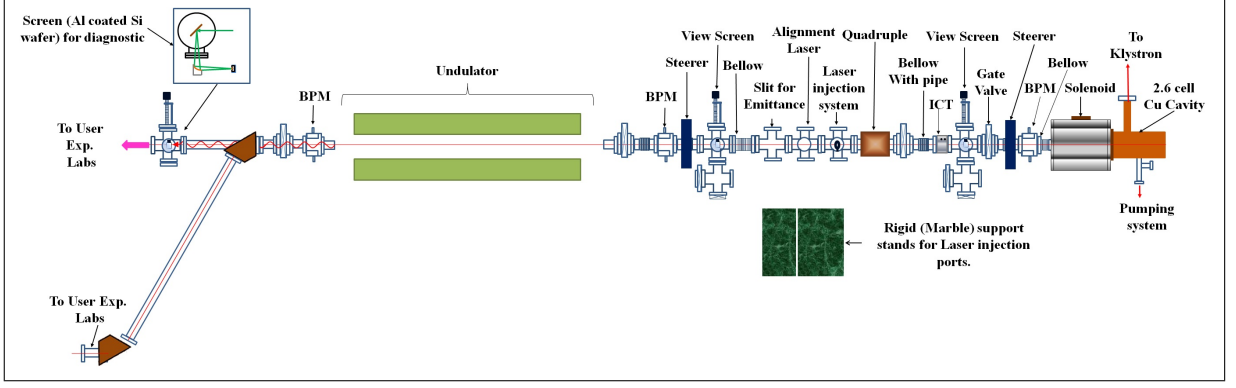 Screen (Al coated Si
wafer) for diagnostic
To User
Exp.
Labs
To User Exp.
Labs
BPM
Undulator
BPM
Steerer
View Screen
Bellow
Slit for
Emittance
Alignment
Laser
Laser
injection
system
Quadruple
Bellow
With pipe
ICT
View Screen
Gate
Valve
Steerer
BPM
Bellow
Solenoid
To
Klystron
2.6 cell
Cu Cavity
Pumping
system
Rigid (Marble) support
stands for Laser injection
ports.